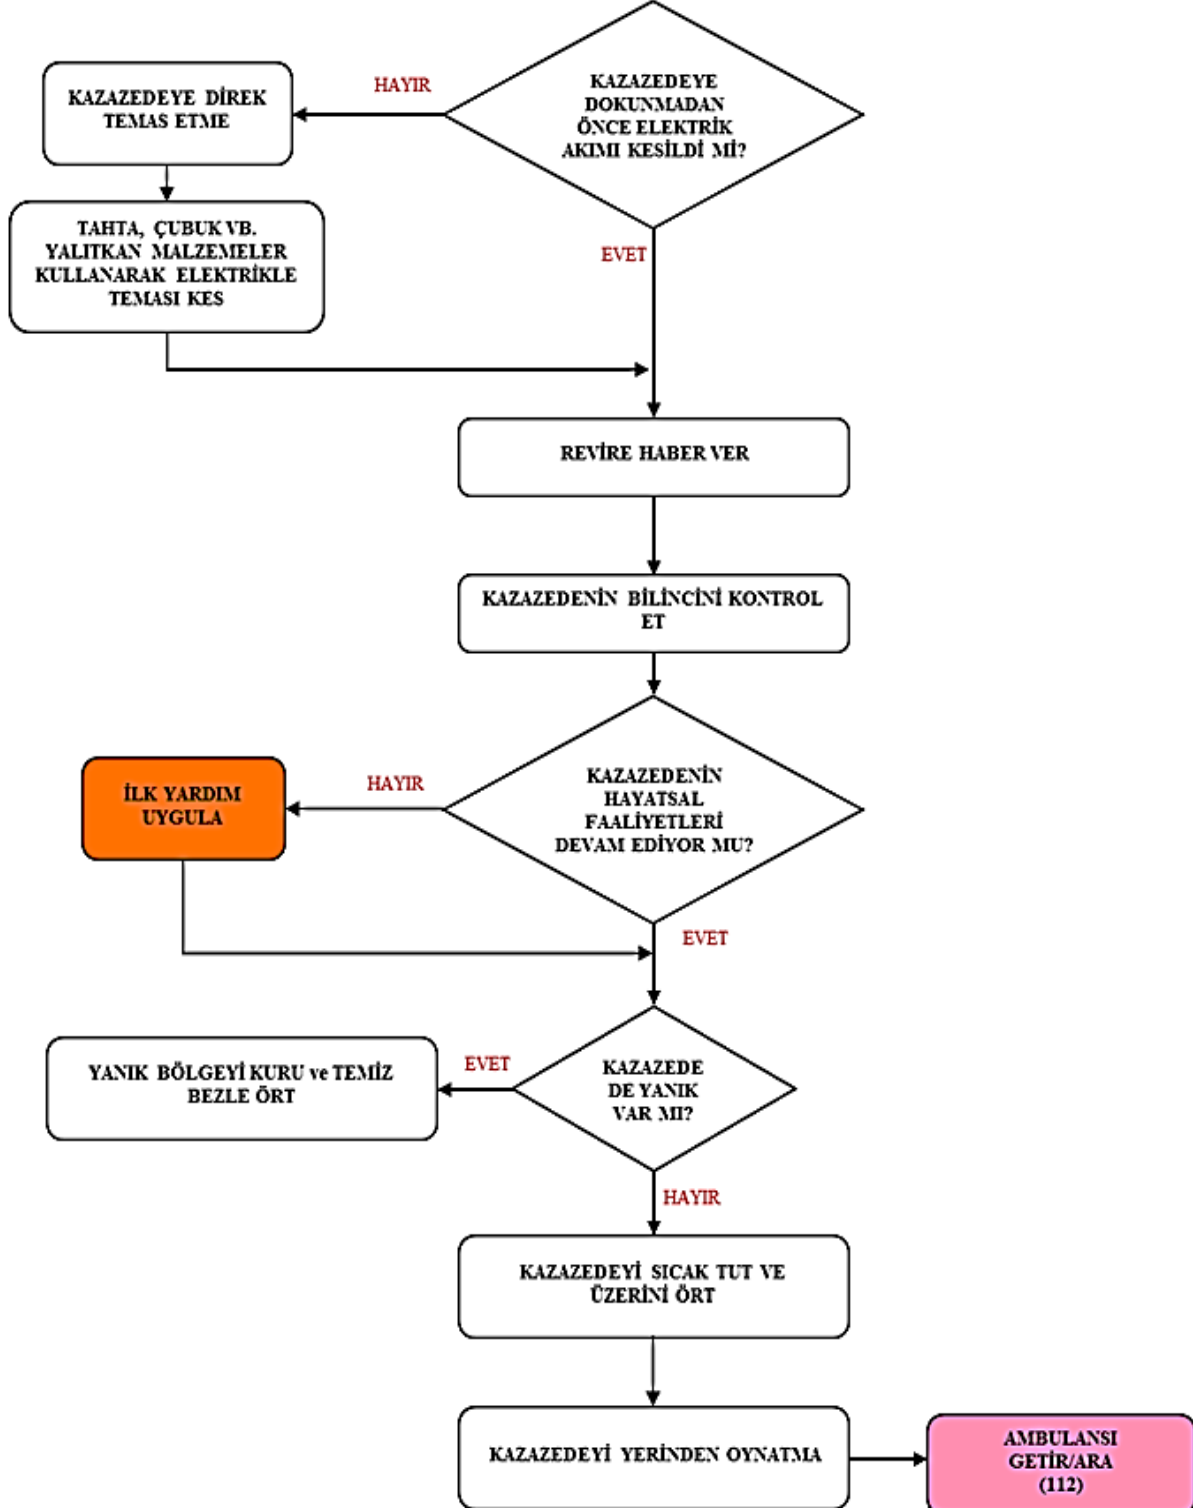 KAZAZEDEYE
DOKUNMADAN
ÖNCE ELEKTRİK
AKIMI KESİLDİ Mİ?
HAYIR
KAZAZEDEYE DİREK
TEMAS ETME
TAHTA, ÇUBUK VB.
YALITKAN MALZEMELER
KULLANARAK ELEKTRİKLE
TEMASI KES
EVET
REVİRE HABER VER
KAZAZEDENİN BİLİNCİNİ KONTROL
ET
KAZAZEDENİN
HAYATSAL
FAALİYETLERİ
DEVAM EDİYOR MU?
HAYIR
İLK YARDIM
UYGULA
EVET
KAZAZEDE
DE YANIK
VAR MI?
EVET
YANIK BÖLGEYİ KURU ve TEMİZ
BEZLE ÖRT
HAYIR
KAZAZEDEYİ SICAK TUT VE
ÜZERİNİ ÖRT
KAZAZEDEYİ YERİNDEN OYNATMA
AMBULANSI
GETİR/ARA
(112)